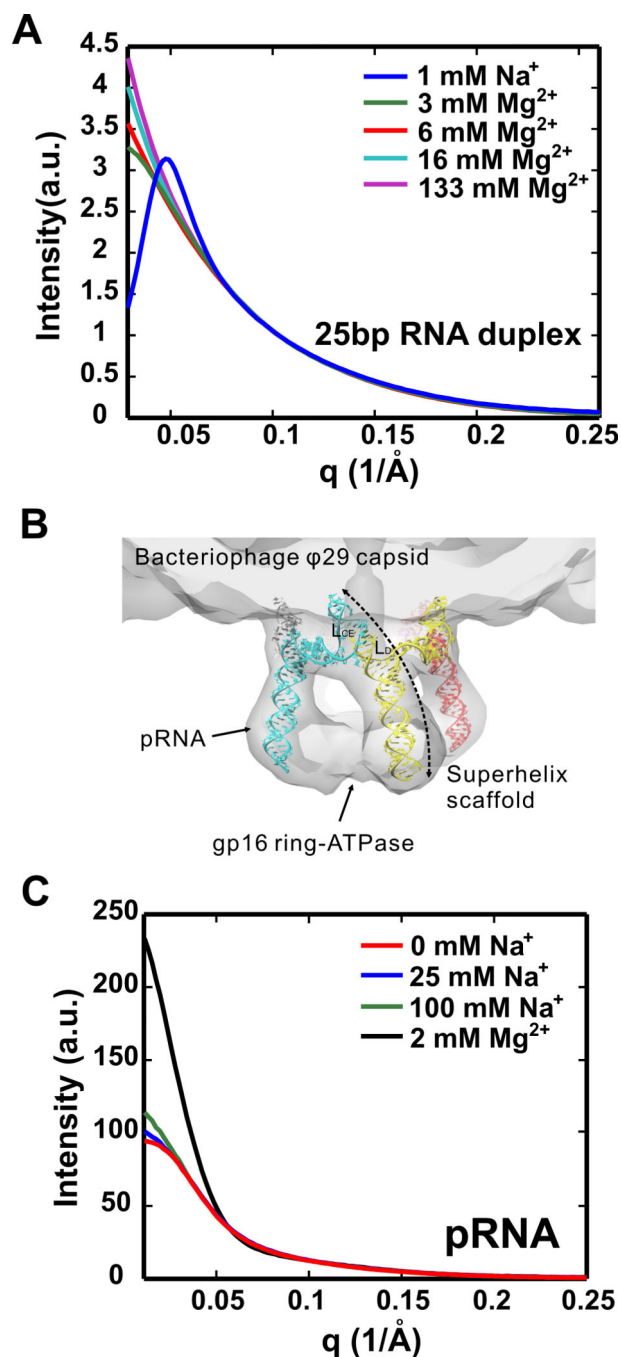 A
Intensity(a.u.)
4.5
4
3.5
3
2.5
2
1.5
1
0.5
0
1 mM Na⁺
3 mM Mg²⁺
6 mM Mg²⁺
16 mM Mg²⁺
133 mM Mg²⁺
25bp RNA duplex
0.05 0.1 0.15 0.2 0.25
q (1/Å)
B
Bacteriophage φ29 capsid
L_CE
L_D
pRNA
Superhelix
scaffold
gp16 ring-ATPase
C
Intensity (a.u.)
250
200
150
100
50
0
0 mM Na⁺
25 mM Na⁺
100 mM Na⁺
2 mM Mg²⁺
pRNA
0.05 0.1 0.15 0.2 0.25
q (1/Å)